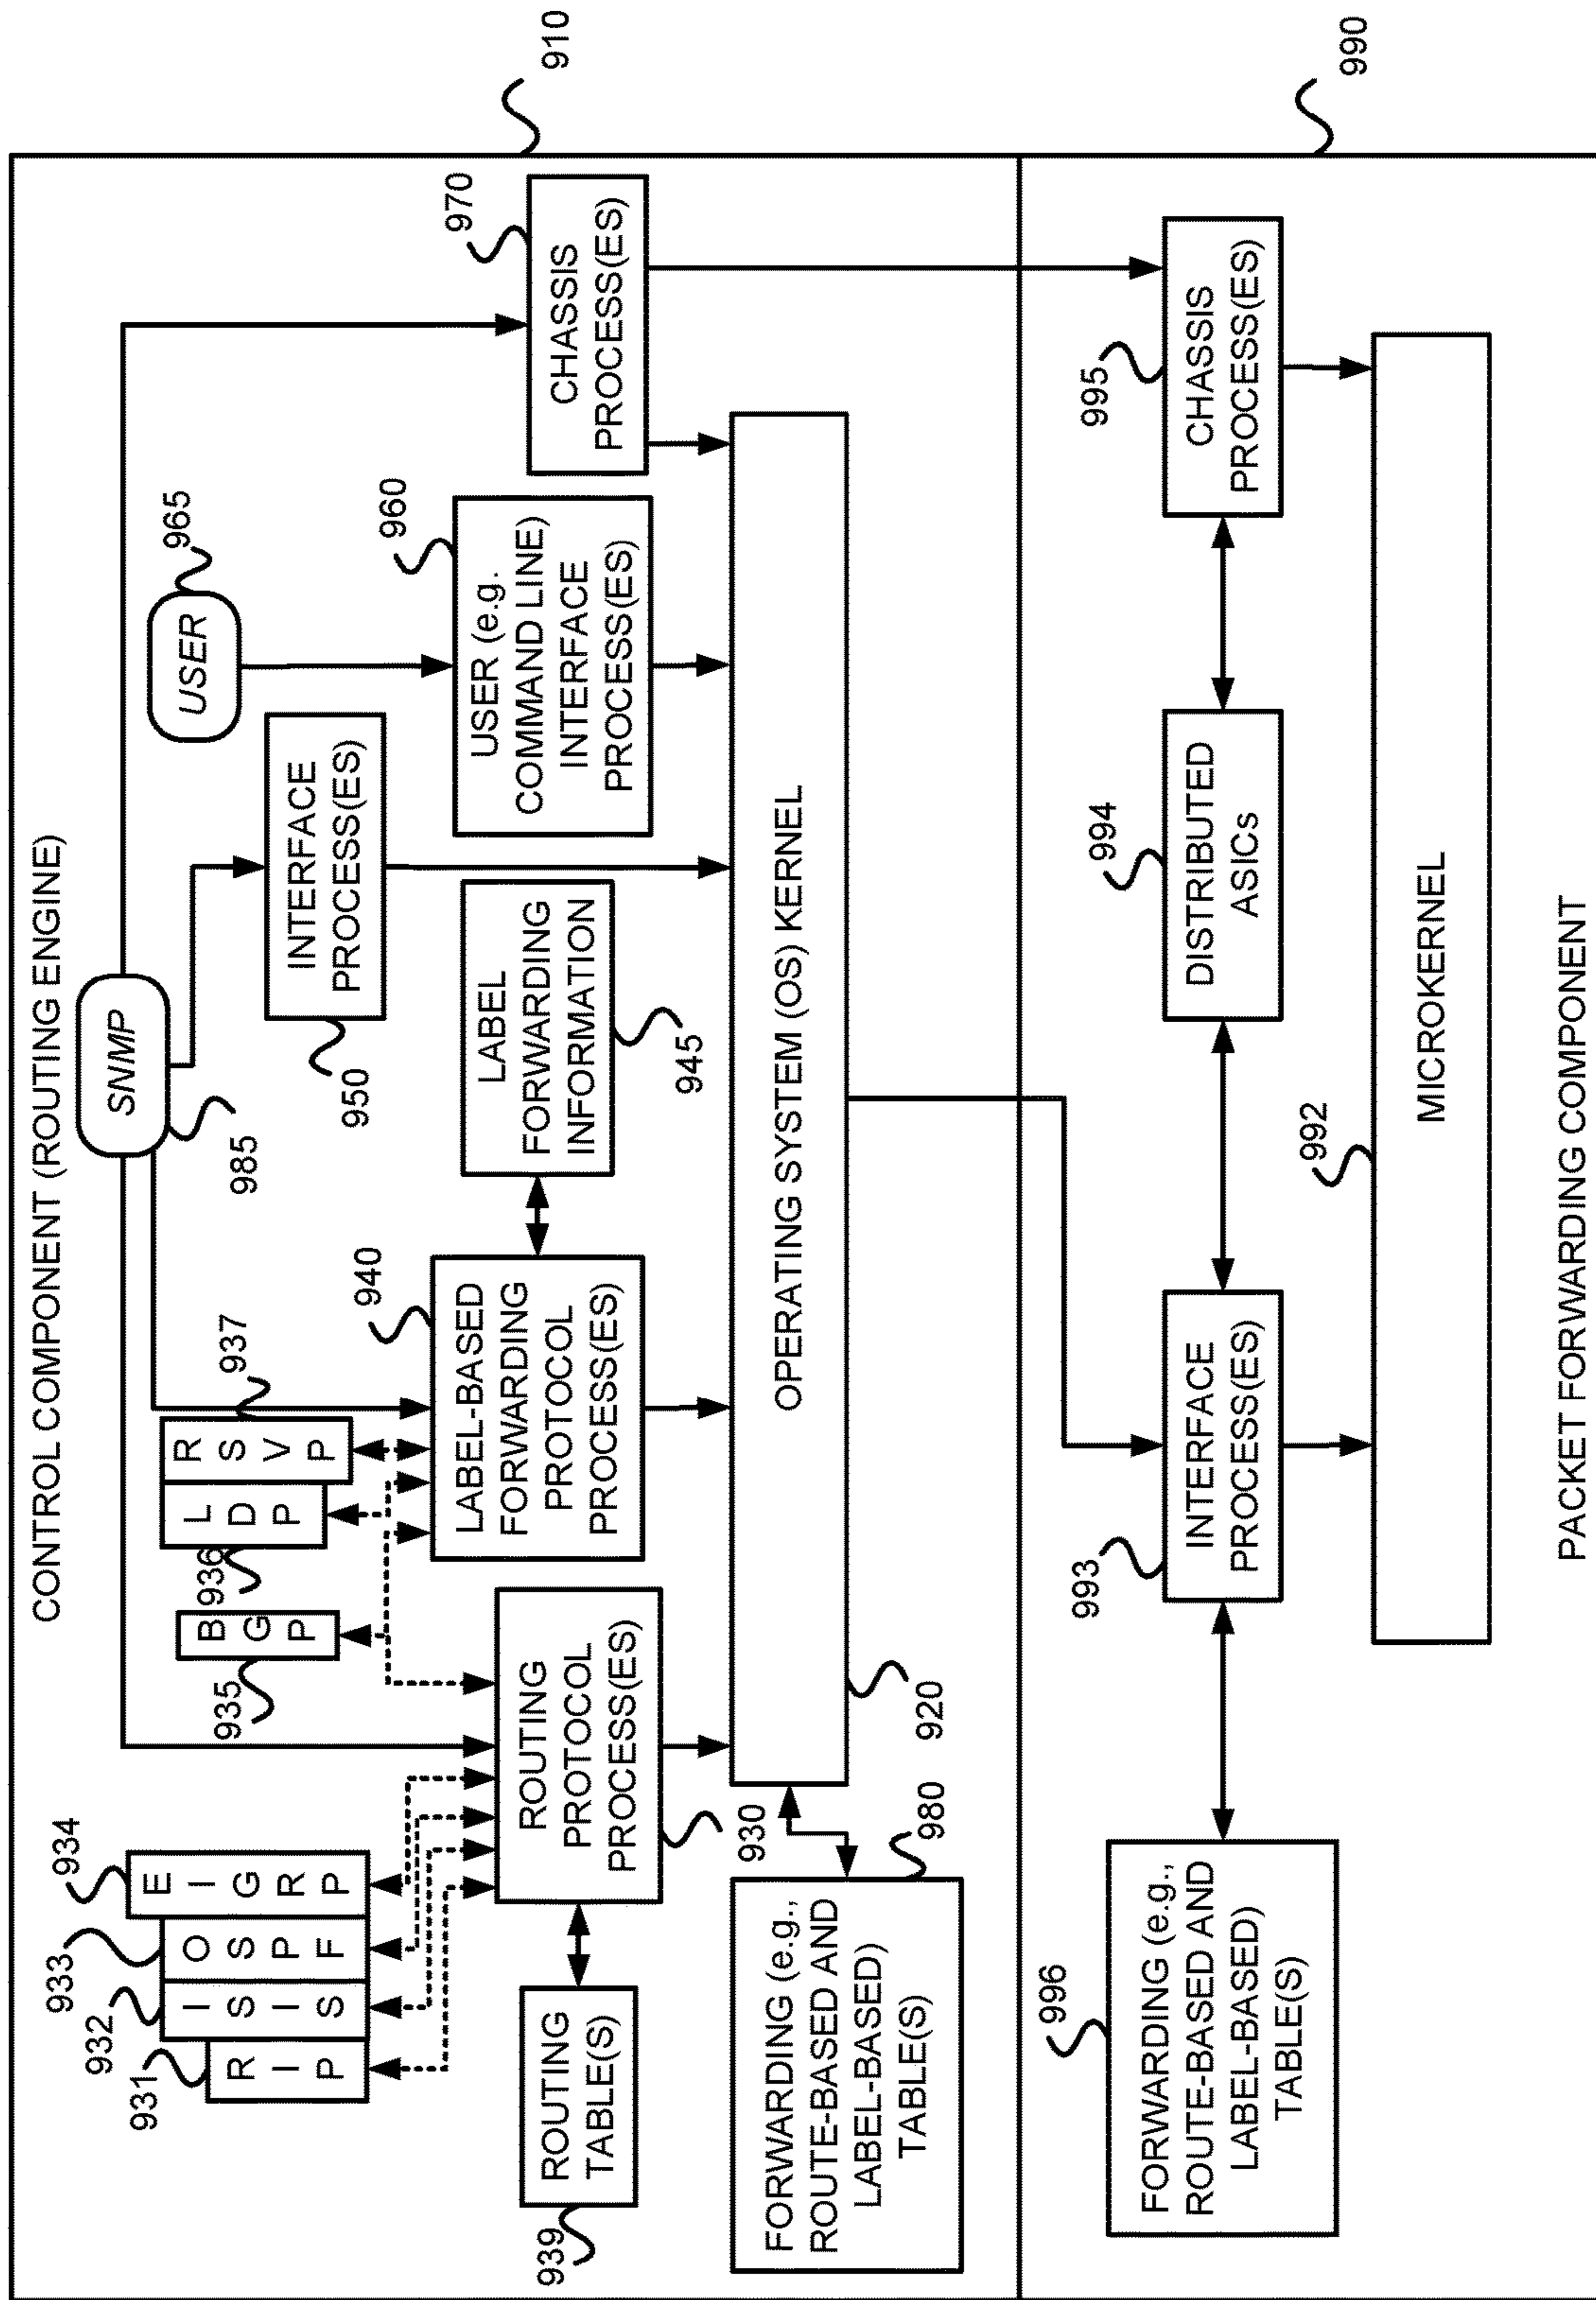 CONTROL COMPONENT (ROUTING ENGINE)
910
SNMP
985
USER
965
934
E
I
G
R
P
933
O
S
P
F
932
I
S
I
S
931
R
I
P
935
B
G
P
936
L
D
P
937
R
S
V
P
INTERFACE
PROCESS(ES)
950
940
LABEL-BASED
FORWARDING
PROTOCOL
PROCESS(ES)
LABEL
FORWARDING
INFORMATION
945
960
USER (e.g.
COMMAND LINE)
INTERFACE
PROCESS(ES)
970
CHASSIS
PROCESS(ES)
ROUTING
TABLE(S)
939
ROUTING
PROTOCOL
PROCESS(ES)
930
OPERATING SYSTEM (OS) KERNEL
920
980
FORWARDING (e.g.,
ROUTE-BASED AND
LABEL-BASED)
TABLE(S)
990
996
FORWARDING (e.g.,
ROUTE-BASED AND
LABEL-BASED)
TABLE(S)
993
INTERFACE
PROCESS(ES)
994
DISTRIBUTED
ASICs
995
CHASSIS
PROCESS(ES)
992
MICROKERNEL
PACKET FORWARDING COMPONENT